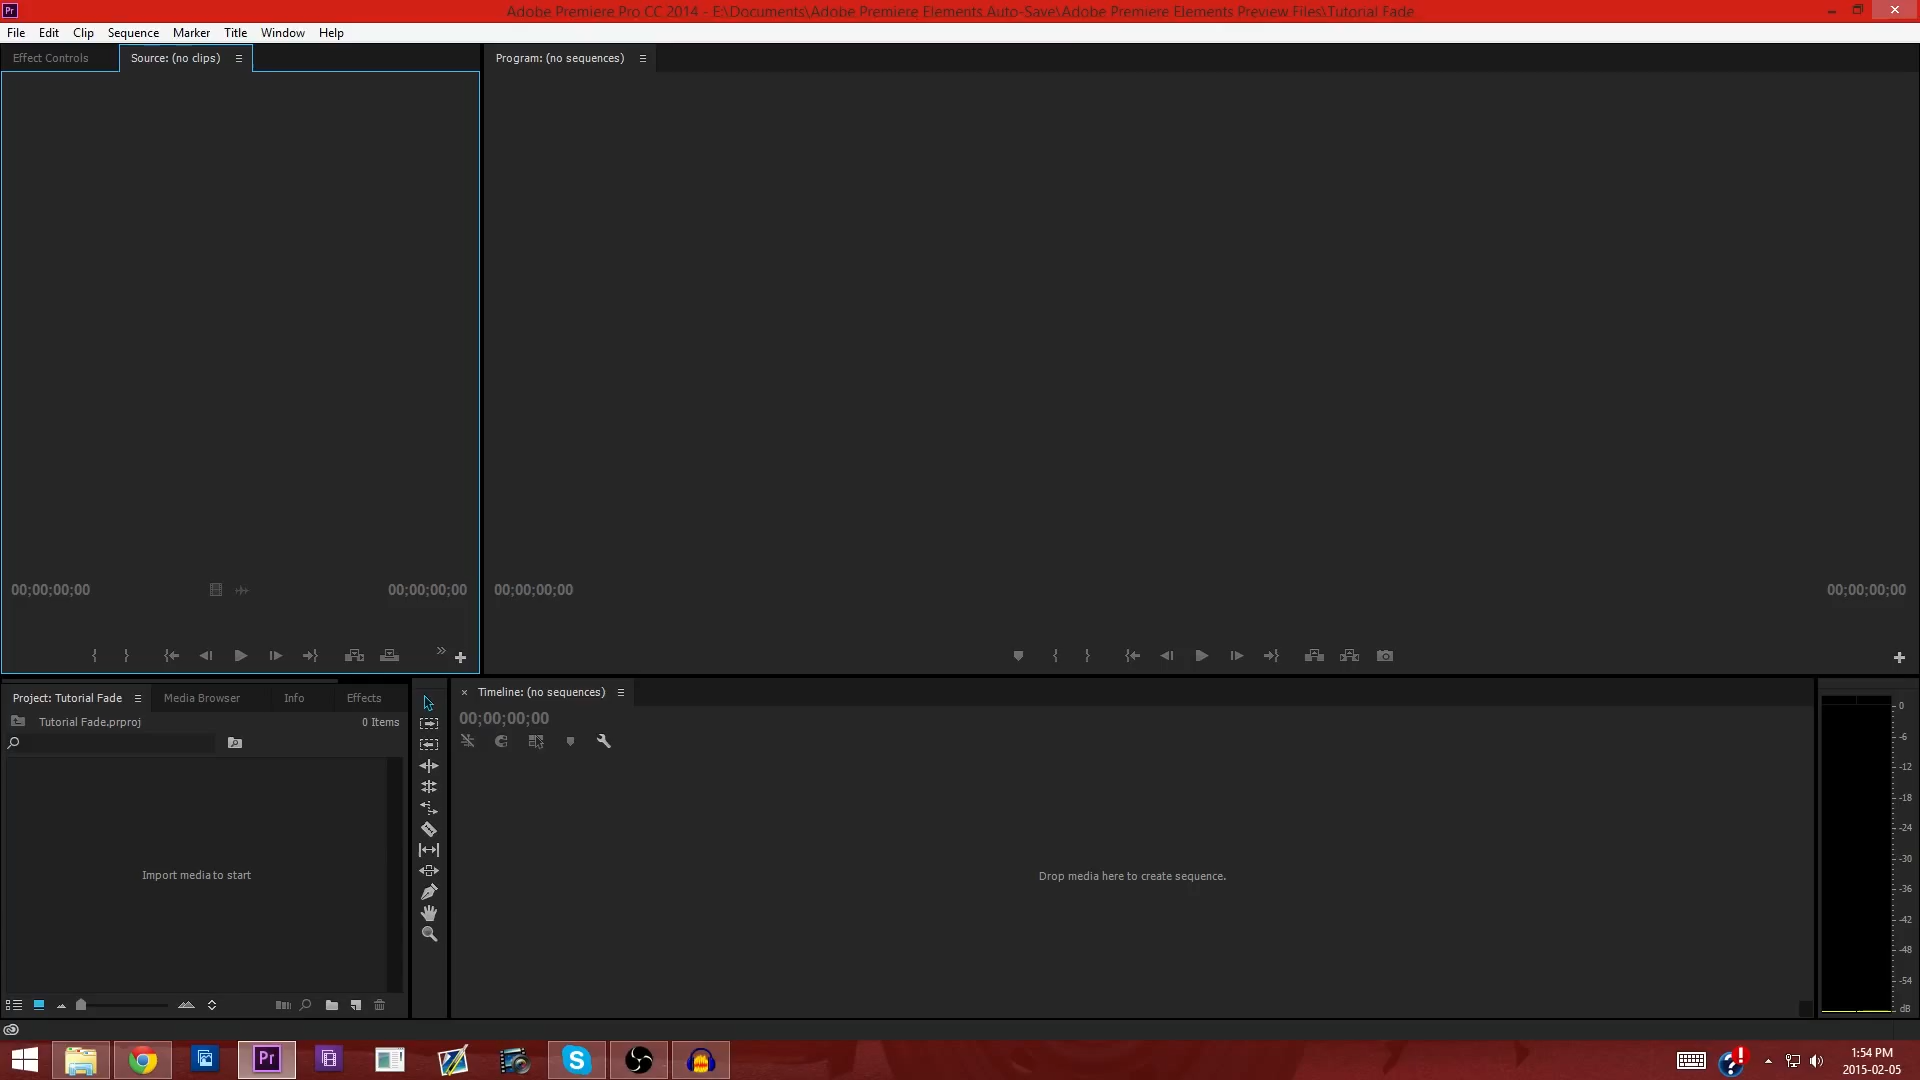 Pr
Adobe Premiere Pro CC 2014 - E:\Documents\Adobe Premiere Elements Auto-Save\Adobe Premiere Elements Preview Files\Tutorial Fade
File Edit Clip Sequence Marker Title Window Help
Effect Controls Source: (no clips) Program: (no sequences)
00;00;00;00 00;00;00;00 00;00;00;00 00;00;00;00
Project: Tutorial Fade Media Browser Info Effects
Timeline: (no sequences)
Tutorial Fade.prproj 0 Items
00;00;00;00
Import media to start
Drop media here to create sequence.
0
-6
-12
-18
-24
-30
-36
-42
-48
-54
dB
Pr
S
1:54 PM
2015-02-05